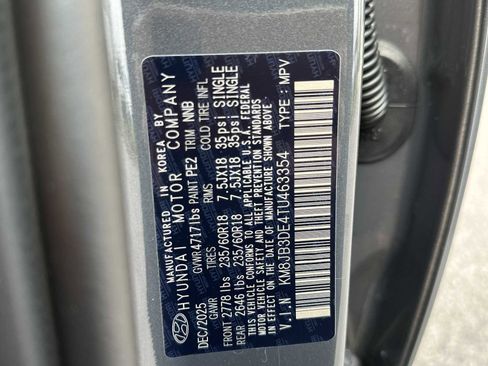 MANUFACTURED IN KOREA BY
HYUNDAI MOTOR COMPANY
DEC/2025 GVWR 4717lbs PAINT PE2 TRIM NNB
GAWR TIRES RIMS COLD TIRE INFL
FRONT 2778 lbs 235/60R18 7.5JX18 35psi SINGLE
REAR 2646 lbs 235/60R18 7.5JX18 35psi SINGLE
THIS VEHICLE CONFORMS TO ALL APPLICABLE U.S.A. FEDERAL
MOTOR VEHICLE SAFETY, BUMPER, AND THEFT PREVENTION STANDARDS
IN EFFECT ON THE DATE OF MANUFACTURE SHOWN ABOVE
V.I.N KM8JB3DE4TU463354 TYPE : MPV